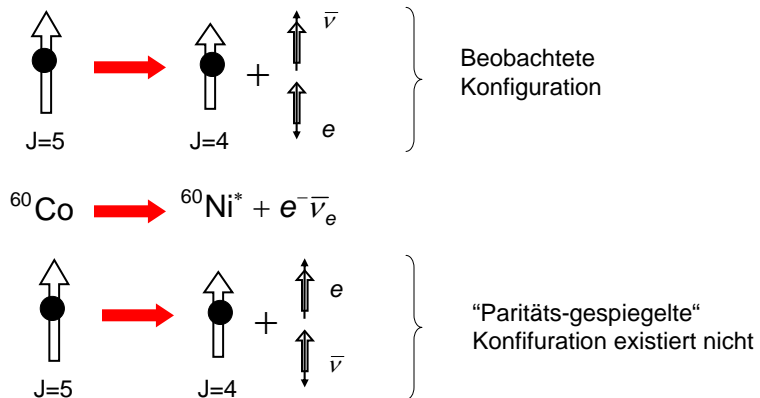 ν̅
Beobachtete
Konfiguration
+
e
J=5 J=4
⁶⁰Co ⁶⁰Ni* + e⁻ν̅ₑ
e
“Paritäts-gespiegelte“
+
Konfifuration existiert nicht
ν̅
J=5 J=4